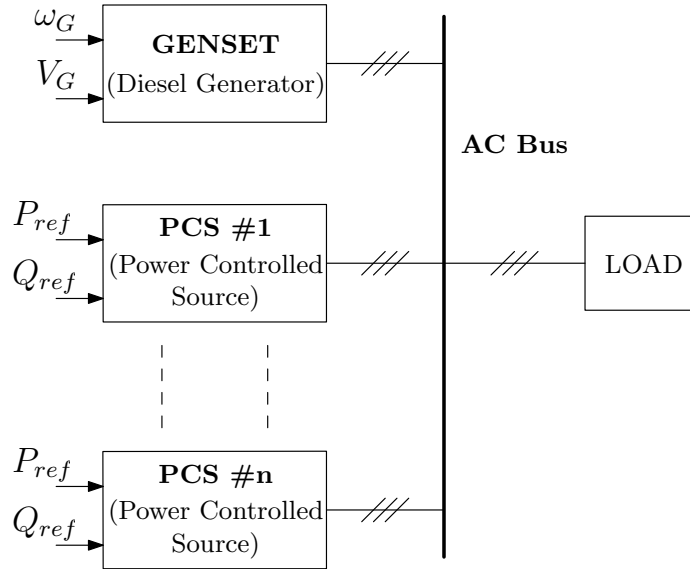 ω_G
V_G
GENSET
(Diesel Generator)
AC Bus
P_ref
Q_ref
PCS #1
(Power Controlled
Source)
LOAD
P_ref
Q_ref
PCS #n
(Power Controlled
Source)